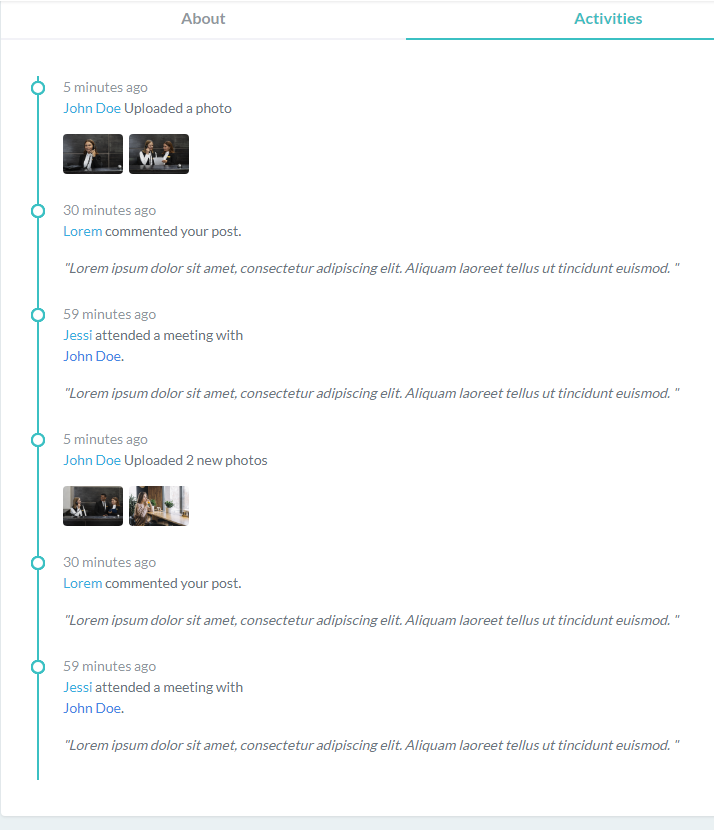 About
Activities
5 minutes ago
John Doe Uploaded a photo
30 minutes ago
Lorem commented your post.
"Lorem ipsum dolor sit amet, consectetur adipiscing elit. Aliquam laoreet tellus ut tincidunt euismod. "
59 minutes ago
Jessi attended a meeting with
John Doe.
"Lorem ipsum dolor sit amet, consectetur adipiscing elit. Aliquam laoreet tellus ut tincidunt euismod. "
5 minutes ago
John Doe Uploaded 2 new photos
30 minutes ago
Lorem commented your post.
"Lorem ipsum dolor sit amet, consectetur adipiscing elit. Aliquam laoreet tellus ut tincidunt euismod. "
59 minutes ago
Jessi attended a meeting with
John Doe.
"Lorem ipsum dolor sit amet, consectetur adipiscing elit. Aliquam laoreet tellus ut tincidunt euismod. "